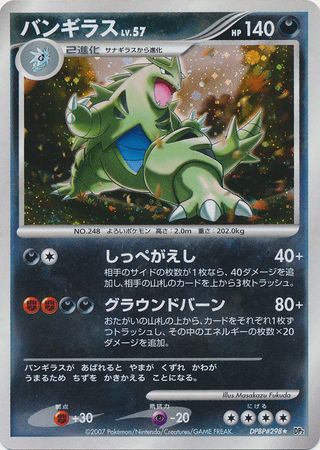 バンギラス LV.57 HP 140
2進化 サナギラスから進化
NO.248 よろいポケモン 高さ:2.0m 重さ:202.0kg
しっぺがえし 40+
相手のサイドの枚数が1枚なら、40ダメージを追
加し、相手の山札のカードを上から3枚トラッシュ。
グラウンドバーン 80+
おたがいの山札の上から、カードをそれぞれ1枚ず
つトラッシュし、その中のエネルギーの枚数×20
ダメージを追加。
バンギラスが あばれると やまが くずれ かわが
うまるため ちずを かきかえる ことになる。
Illus.Masakazu Fukuda
弱点 抵抗力 にげる
+30 -20
©2007 Pokémon/Nintendo/Creatures/GAME FREAK. DPBP#298 ★ DP2